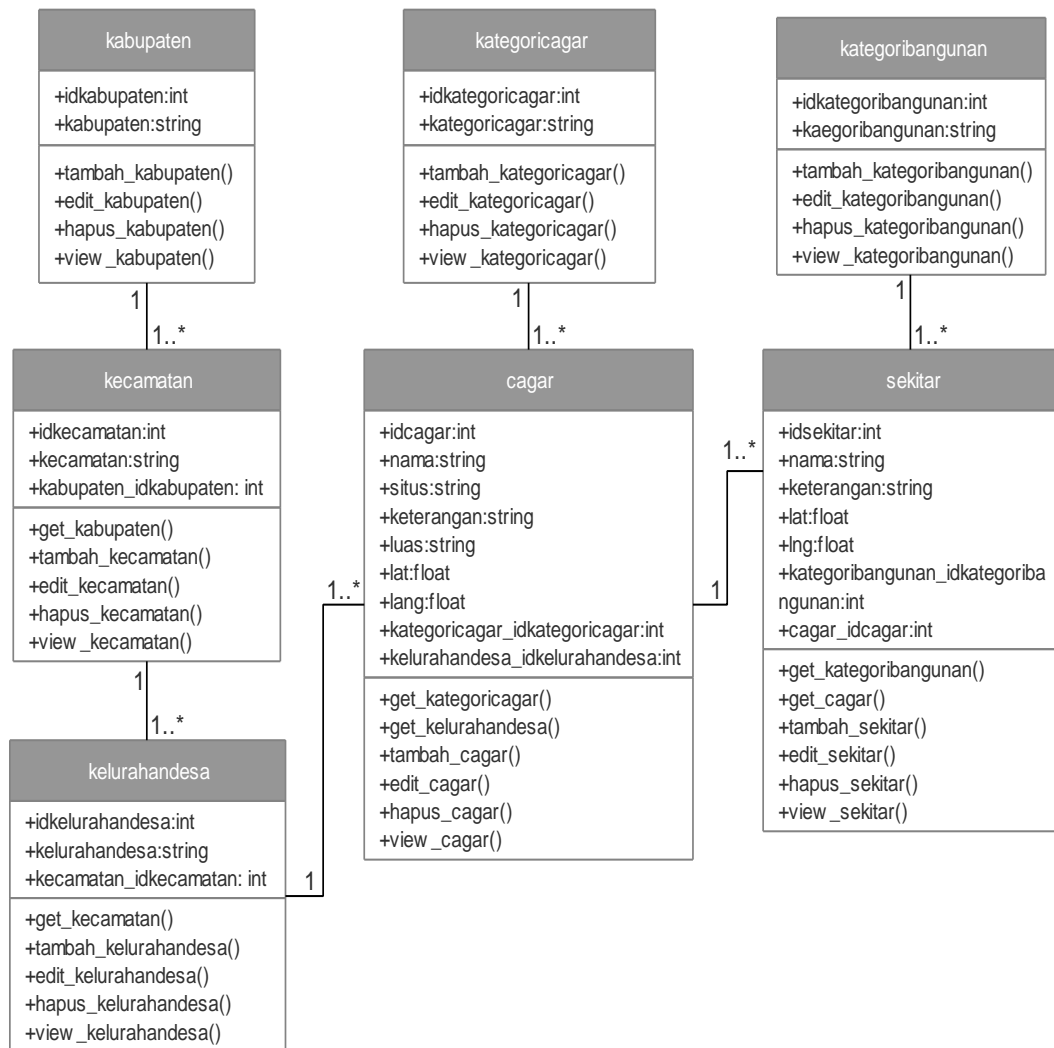 kabupaten
+idkabupaten:int
+kabupaten:string
+tambah_kabupaten()
+edit_kabupaten()
+hapus_kabupaten()
+view_kabupaten()
1
1..*
kategoricagar
+idkategoricagar:int
+kategoricagar:string
+tambah_kategoricagar()
+edit_kategoricagar()
+hapus_kategoricagar()
+view_kategoricagar()
1
1..*
kategoribangunan
+idkategoribangunan:int
+kaegoribangunan:string
+tambah_kategoribangunan()
+edit_kategoribangunan()
+hapus_kategoribangunan()
+view_kategoribangunan()
1
1..*
kecamatan
+idkecamatan:int
+kecamatan:string
+kabupaten_idkabupaten: int
+get_kabupaten()
+tambah_kecamatan()
+edit_kecamatan()
+hapus_kecamatan()
+view_kecamatan()
1
1..*
cagar
+idcagar:int
+nama:string
+situs:string
+keterangan:string
+luas:string
+lat:float
+lang:float
+kategoricagar_idkategoricagar:int
+kelurahandesa_idkelurahandesa:int
+get_kategoricagar()
+get_kelurahandesa()
+tambah_cagar()
+edit_cagar()
+hapus_cagar()
+view_cagar()
1..*
1
1..*
1
sekitar
+idsekitar:int
+nama:string
+keterangan:string
+lat:float
+lng:float
+kategoribangunan_idkategoriba
ngunan:int
+cagar_idcagar:int
+get_kategoribangunan()
+get_cagar()
+tambah_sekitar()
+edit_sekitar()
+hapus_sekitar()
+view_sekitar()
kelurahandesa
+idkelurahandesa:int
+kelurahandesa:string
+kecamatan_idkecamatan: int
+get_kecamatan()
+tambah_kelurahandesa()
+edit_kelurahandesa()
+hapus_kelurahandesa()
+view_kelurahandesa()